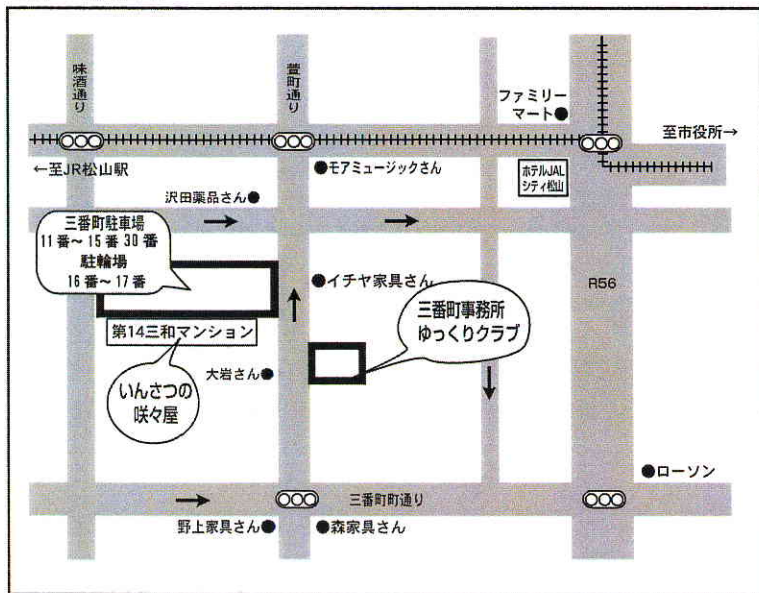 味酒通り
萱町通り
ファミリー
マート
至市役所→
←至JR松山駅
モアミュージックさん
ホテルJAL
シティ松山
沢田薬品さん
三番町駐車場
11番～15番 30番
駐輪場
16番～17番
イチヤ家具さん
R56
三番町事務所
ゆっくりクラブ
第14三和マンション
大岩さん
いんさつの
咲々屋
ローソン
三番町町通り
野上家具さん
森家具さん